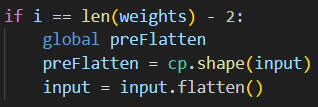 if i == len(weights) - 2:
    global preFlatten
    preFlatten = cp.shape(input)
    input = input.flatten()